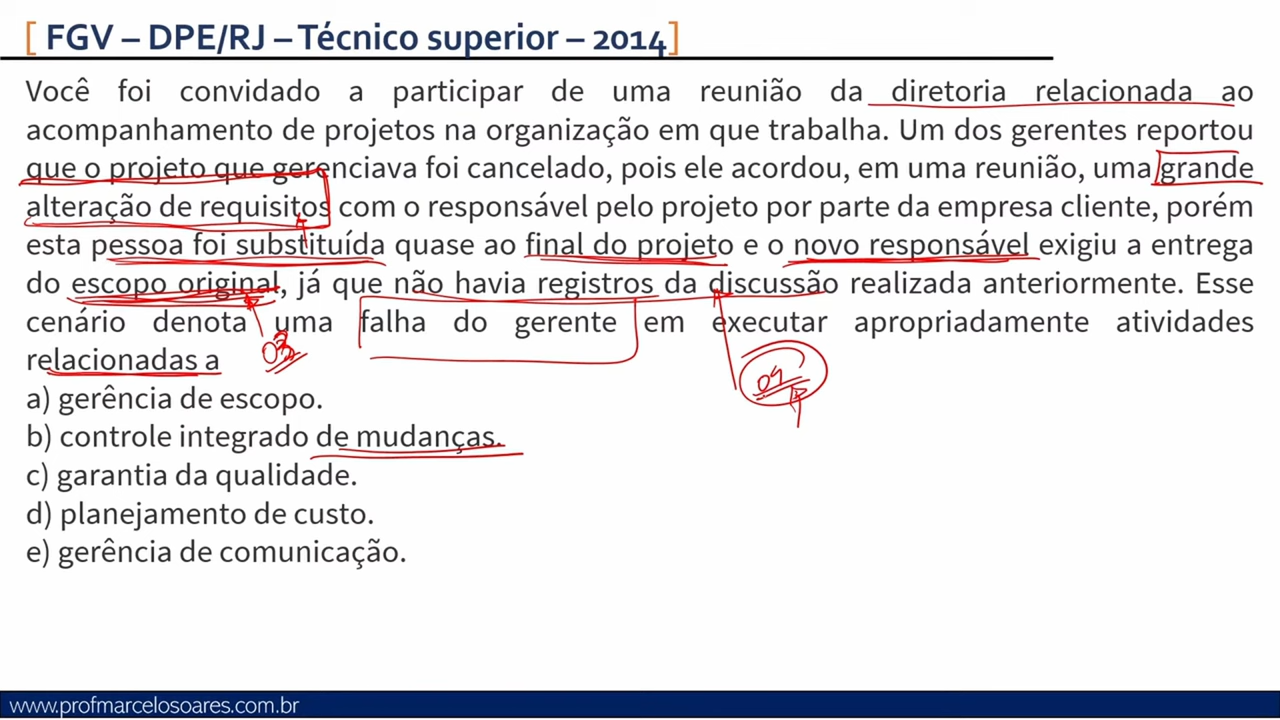 [ FGV – DPE/RJ – Técnico superior – 2014]
Você foi convidado a participar de uma reunião da diretoria relacionada ao
acompanhamento de projetos na organização em que trabalha. Um dos gerentes reportou
que o projeto que gerenciava foi cancelado, pois ele acordou, em uma reunião, uma grande
alteração de requisitos com o responsável pelo projeto por parte da empresa cliente, porém
esta pessoa foi substituída quase ao final do projeto e o novo responsável exigiu a entrega
do escopo original, já que não havia registros da discussão realizada anteriormente. Esse
cenário denota uma falha do gerente em executar apropriadamente atividades
relacionadas a
a) gerência de escopo.
b) controle integrado de mudanças.
c) garantia da qualidade.
d) planejamento de custo.
e) gerência de comunicação.
www.profmarcelosoares.com.br